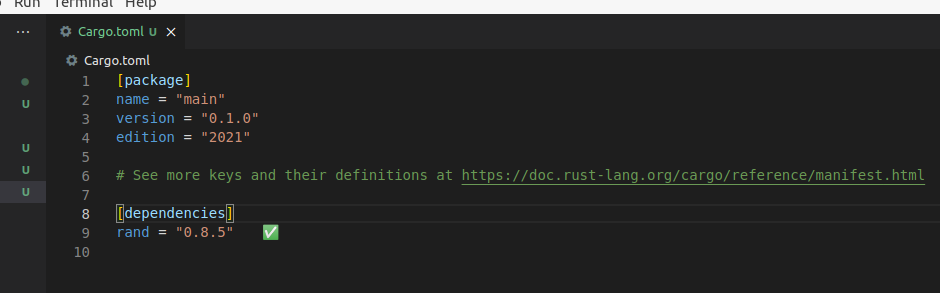 Run Terminal Help
... Cargo.toml U ×
Cargo.toml
1 [package]
U 2 name = "main"
3 version = "0.1.0"
4 edition = "2021"
U 5
U 6 # See more keys and their definitions at https://doc.rust-lang.org/cargo/reference/manifest.html
U 7
8 [dependencies]
9 rand = "0.8.5" ✅
10